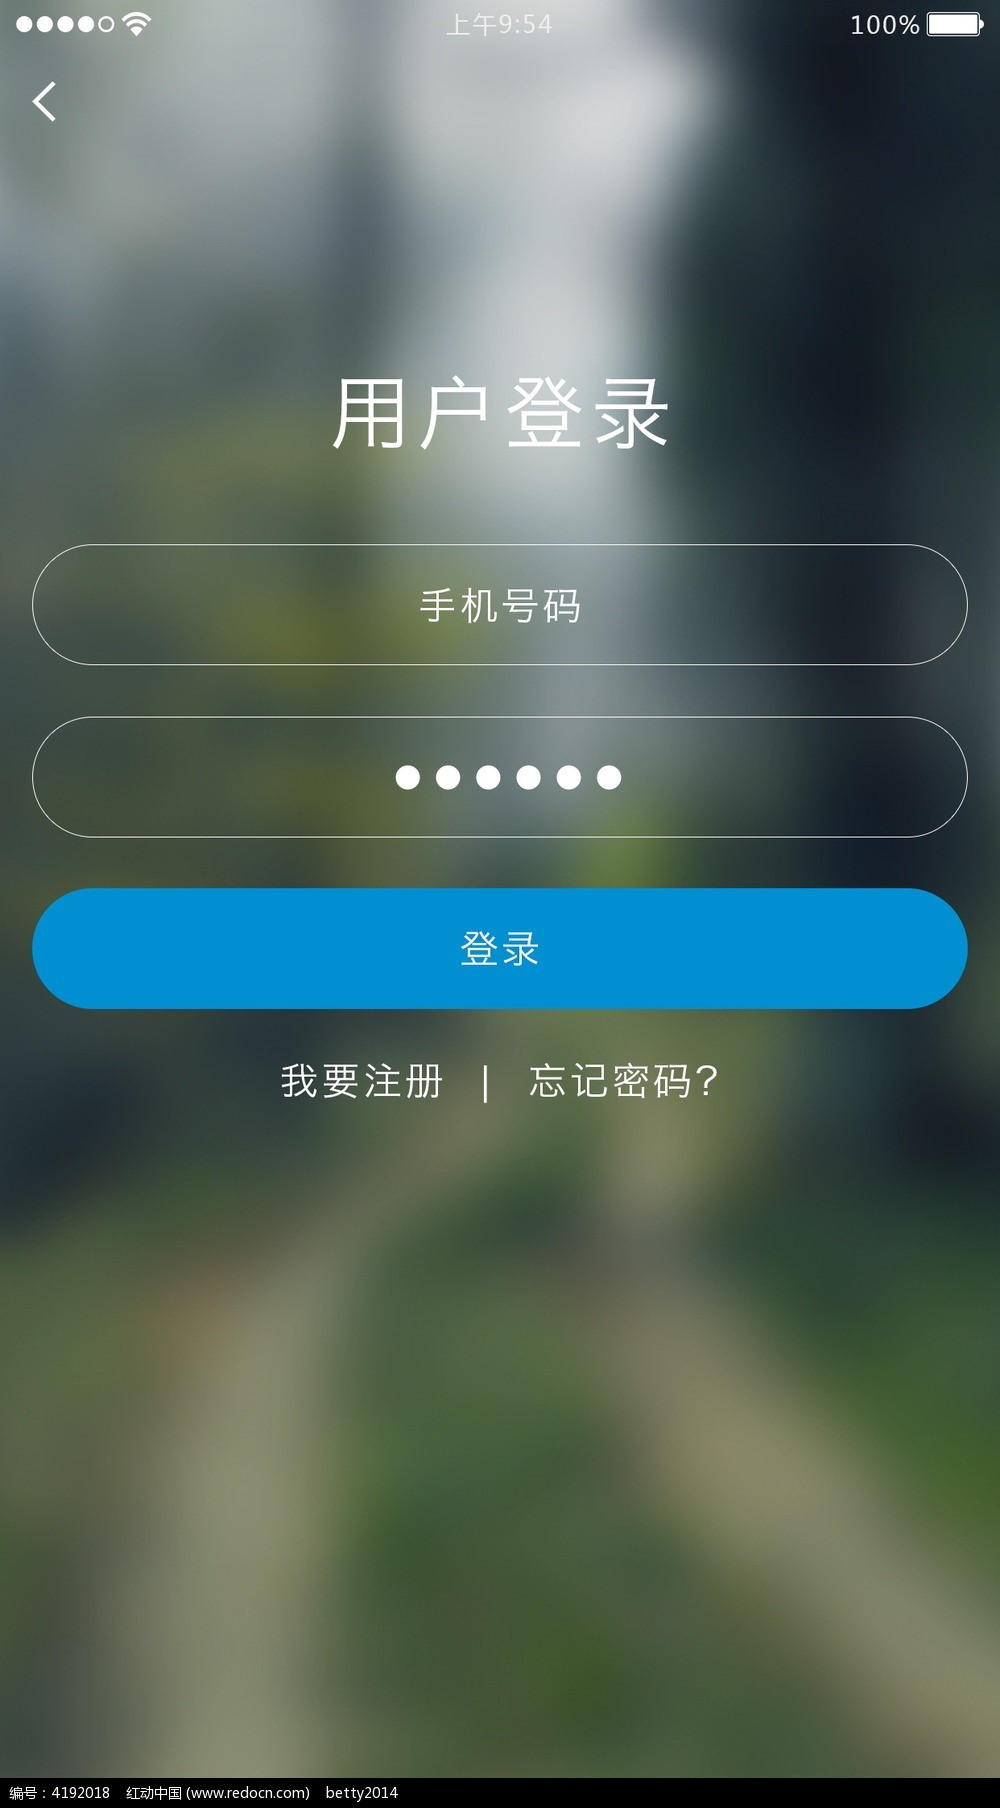 上午9:54 100%
用户登录
手机号码
登录
我要注册 | 忘记密码?
编号：4192018 红动中国 (www.redocn.com) betty2014